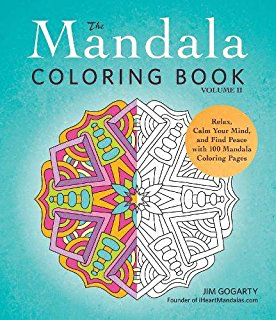 The
Mandala
COLORING BOOK
VOLUME II
Relax,
Calm Your Mind,
and Find Peace
with 100 Mandala
Coloring Pages
JIM GOGARTY
Founder of iHeartMandalas.com